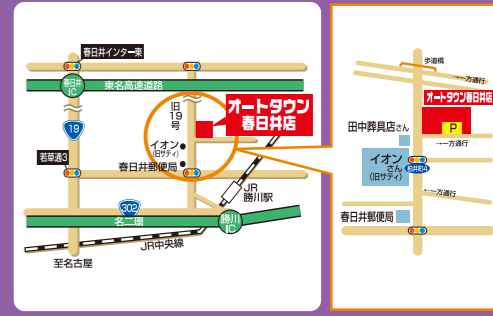 春日井インター東
春日井
IC
東名高速道路
旧
19
号
オートタウン
春日井店
19
イオン
(旧サティ)
若草通3
春日井郵便局
JR
勝川駅
302
名二環
勝川
IC
JR中央線
至名古屋
歩道橋
一方通行
オートタウン春日井店
P
田中葬具店さん
一方通行
イオン
さん
(旧サティ)
柏井町4
一方通行
春日井郵便局